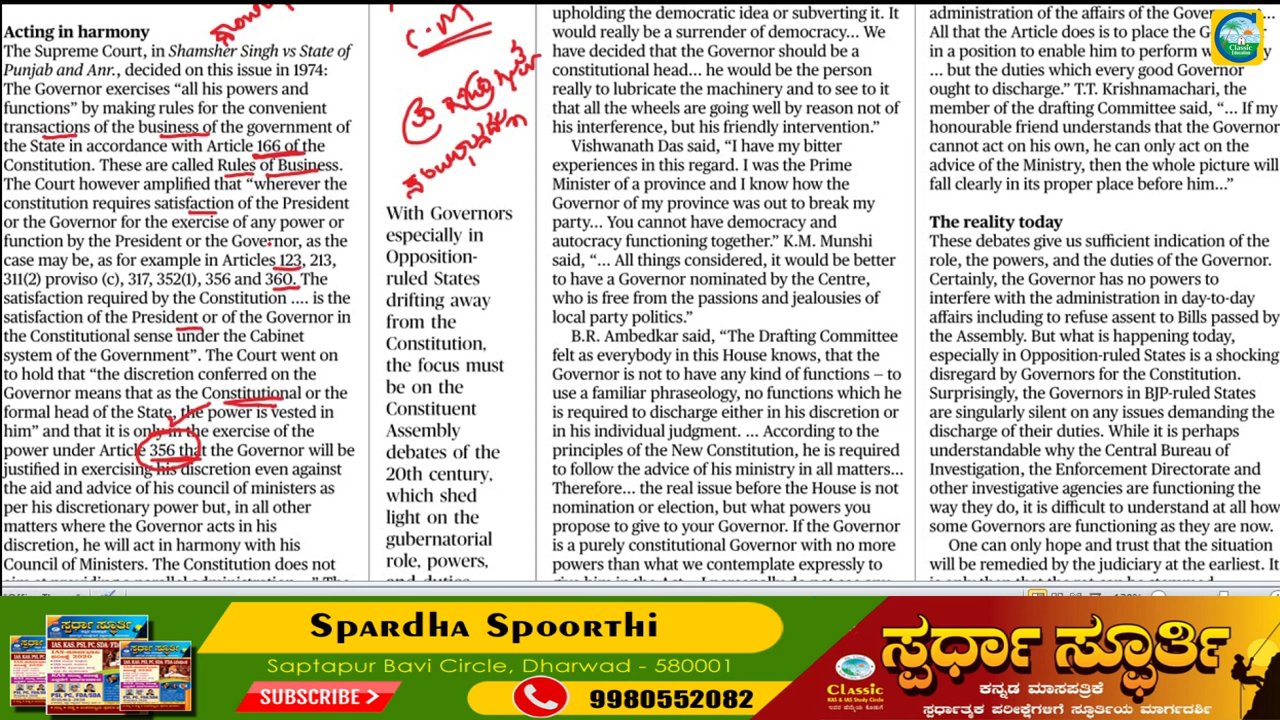 Acting in harmony
The Supreme Court, in Shamsher Singh vs State of
Punjab and Anr., decided on this issue in 1974:
The Governor exercises “all his powers and
functions” by making rules for the convenient
transactions of the business of the government of
the State in accordance with Article 166 of the
Constitution. These are called Rules of Business.
The Court however amplified that “wherever the
constitution requires satisfaction of the President
or the Governor for the exercise of any power or
function by the President or the Governor, as the
case may be, as for example in Articles 123, 213,
311(2) proviso (c), 317, 352(1), 356 and 360. The
satisfaction required by the Constitution .... is the
satisfaction of the President or of the Governor in
the Constitutional sense under the Cabinet
system of the Government”. The Court went on
to hold that “the discretion conferred on the
Governor means that as the Constitutional or the
formal head of the State, the power is vested in
him” and that it is only in the exercise of the
power under Article 356 that the Governor will be
justified in exercising his discretion even against
the aid and advice of his council of ministers as
per his discretionary power but, in all other
matters where the Governor acts in his
discretion, he will act in harmony with his
Council of Ministers. The Constitution does not
C.M
With Governors
especially in
Opposition-
ruled States
drifting away
from the
Constitution,
the focus must
be on the
Constituent
Assembly
debates of the
20th century,
which shed
light on the
gubernatorial
role, powers,
and duties
upholding the democratic idea or subverting it. It
would really be a surrender of democracy... We
have decided that the Governor should be a
constitutional head... he would be the person
really to lubricate the machinery and to see to it
that all the wheels are going well by reason not of
his interference, but his friendly intervention.”
Vishwanath Das said, “I have my bitter
experiences in this regard. I was the Prime
Minister of a province and I know how the
Governor of my province was out to break my
party... You cannot have democracy and
autocracy functioning together.” K.M. Munshi
said, “... All things considered, it would be better
to have a Governor nominated by the Centre,
who is free from the passions and jealousies of
local party politics.”
B.R. Ambedkar said, “The Drafting Committee
felt as everybody in this House knows, that the
Governor is not to have any kind of functions — to
use a familiar phraseology, no functions which he
is required to discharge either in his discretion or
in his individual judgment. ... According to the
principles of the New Constitution, he is required
to follow the advice of his ministry in all matters...
Therefore... the real issue before the House is not
nomination or election, but what powers you
propose to give to your Governor. If the Governor
is a purely constitutional Governor with no more
powers than what we contemplate expressly to
administration of the affairs of the
All that the Article does is to place the
in a position to enable him to perform
... but the duties which every good Governor
ought to discharge.” T.T. Krishnamachari, the
member of the drafting Committee said, “... If my
honourable friend understands that the Governor
cannot act on his own, he can only act on the
advice of the Ministry, then the whole picture will
fall clearly in its proper place before him...”
The reality today
These debates give us sufficient indication of the
role, the powers, and the duties of the Governor.
Certainly, the Governor has no powers to
interfere with the administration in day-to-day
affairs including to refuse assent to Bills passed by
the Assembly. But what is happening today,
especially in Opposition-ruled States is a shocking
disregard by Governors for the Constitution.
Surprisingly, the Governors in BJP-ruled States
are singularly silent on any issues demanding the
discharge of their duties. While it is perhaps
understandable why the Central Bureau of
Investigation, the Enforcement Directorate and
other investigative agencies are functioning the
way they do, it is difficult to understand at all how
some Governors are functioning as they are now.
One can only hope and trust that the situation
will be remedied by the judiciary at the earliest. It
Classic
Education
Spardha Spoorthi
Saptapur Bavi Circle, Dharwad - 580001
SUBSCRIBE >
9980552082
Classic
IAS & KAS Study Circle
ಸ್ಪರ್ಧಾ ಸ್ಪೂರ್ತಿ
ಕನ್ನಡ ಮಾಸಪತ್ರಿಕೆ
ಸ್ಪರ್ಧಾತ್ಮಕ ಪರೀಕ್ಷೆಗಳಿಗೆ ಸ್ಪೂರ್ತಿಯ ಮಾರ್ಗದರ್ಶಿ